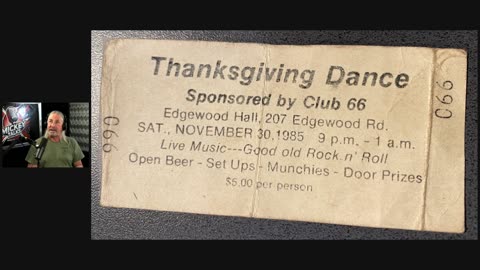 Thanksgiving Dance
Sponsored by Club 66
Edgewood Hall, 207 Edgewood Rd.
SAT., NOVEMBER 30,1985 9 p.m. - 1 a.m.
Live Music---Good old Rock n' Roll
Open Beer - Set Ups - Munchies - Door Prizes
$5.00 per person
066
066
MICKEY